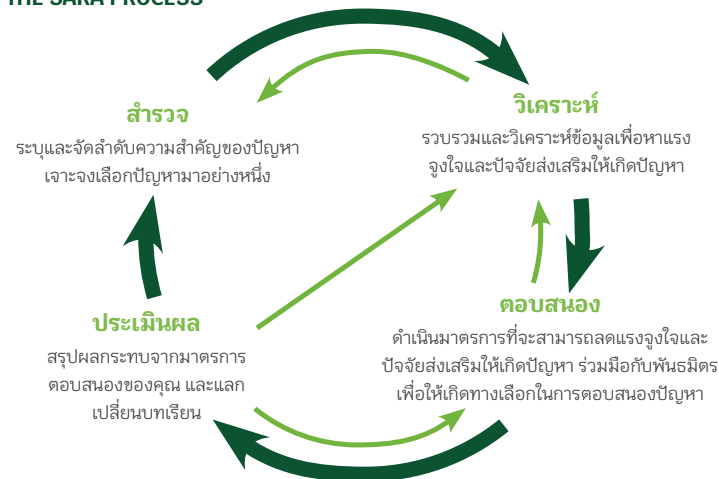 THE SARA PROCESS
สำรวจ
ระบุและจัดลำดับความสำคัญของปัญหา
เจาะจงเลือกปัญหามาอย่างหนึ่ง
วิเคราะห์
รวบรวมและวิเคราะห์ข้อมูลเพื่อหาแรง
จูงใจและปัจจัยส่งเสริมให้เกิดปัญหา
ประเมินผล
สรุปผลกระทบจากมาตรการ
ตอบสนองของคุณ และแลก
เปลี่ยนบทเรียน
ตอบสนอง
ดำเนินมาตรการที่จะสามารถลดแรงจูงใจและ
ปัจจัยส่งเสริมให้เกิดปัญหา ร่วมมือกับพันธมิตร
เพื่อให้เกิดทางเลือกในการตอบสนองปัญหา